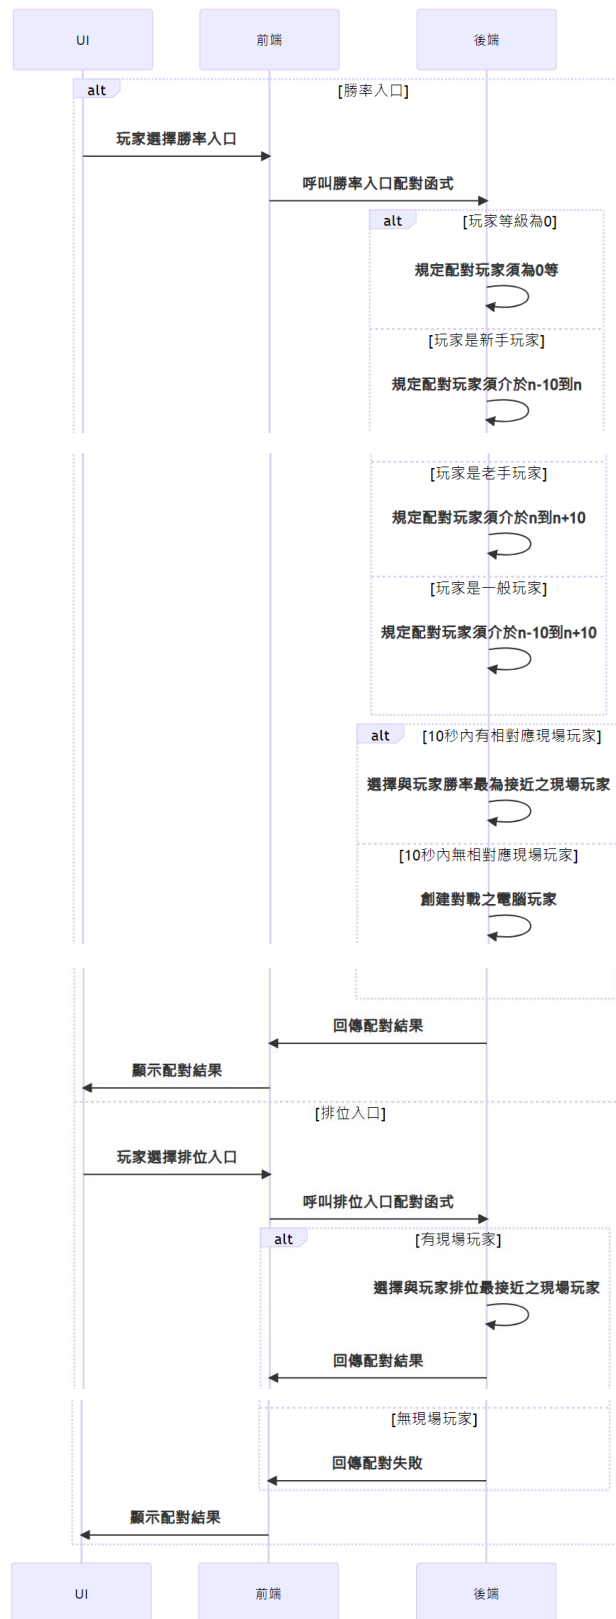 UI
前端
後端
alt
[勝率入口]
玩家選擇勝率入口
呼叫勝率入口配對函式
alt
[玩家等級為0]
規定配對玩家須為0等
[玩家是新手玩家]
規定配對玩家須介於n-10到n
[玩家是老手玩家]
規定配對玩家須介於n到n+10
[玩家是一般玩家]
規定配對玩家須介於n-10到n+10
alt
[10秒內有相對應現場玩家]
選擇與玩家勝率最為接近之現場玩家
[10秒內無相對應現場玩家]
創建對戰之電腦玩家
回傳配對結果
顯示配對結果
[排位入口]
玩家選擇排位入口
呼叫排位入口配對函式
alt
[有現場玩家]
選擇與玩家排位最接近之現場玩家
回傳配對結果
[無現場玩家]
回傳配對失敗
顯示配對結果
UI
前端
後端